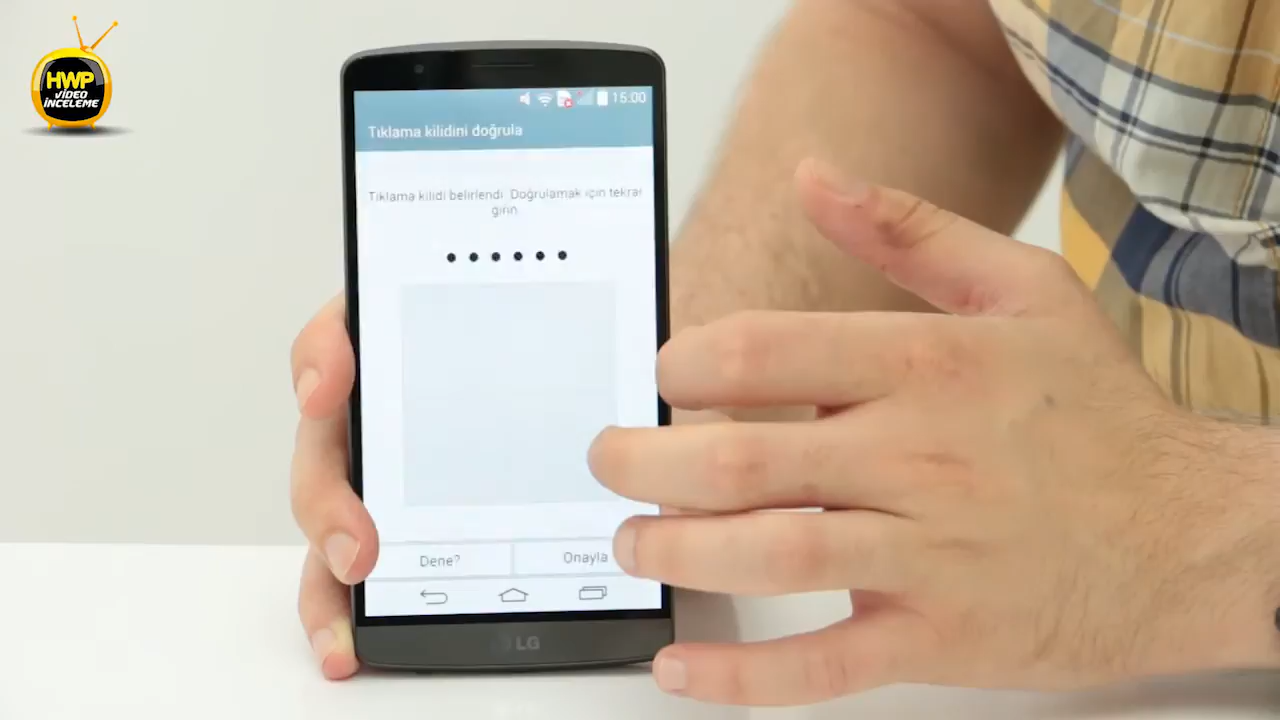 HWP
VİDEO
İNCELEME
15:00
Tıklama kilidini doğrula
Tıklama kilidi belirlendi. Doğrulamak için tekrar
girin.
Dene?
Onayla
LG